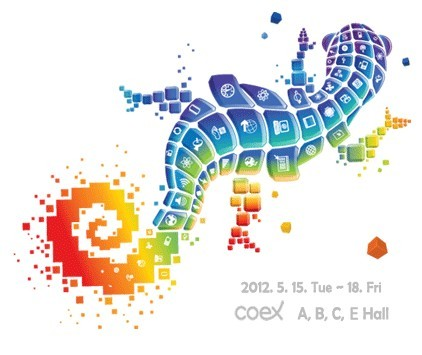 2012. 5. 15. Tue ~ 18. Fri
coex A, B, C, E Hall